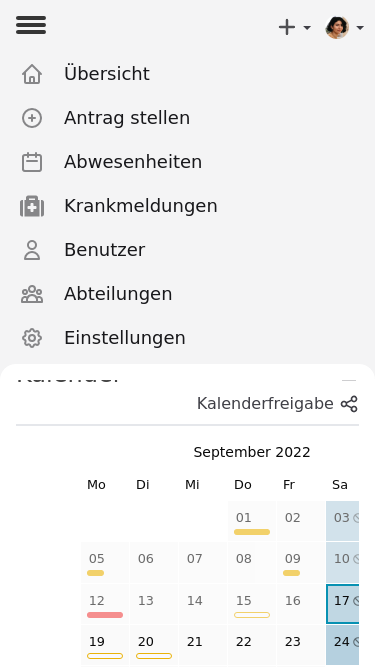 Übersicht
Antrag stellen
Abwesenheiten
Krankmeldungen
Benutzer
Abteilungen
Einstellungen
Kalender
Kalenderfreigabe
September 2022
Mo Di Mi Do Fr Sa
01 02 03
05 06 07 08 09 10
12 13 14 15 16 17
19 20 21 22 23 24